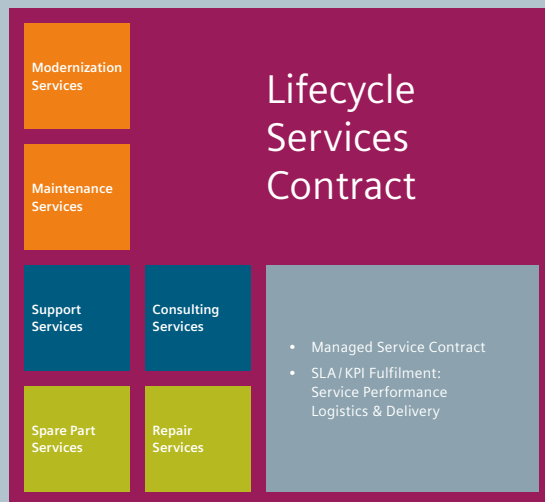 Modernization
Services
Lifecycle
Services
Contract
Maintenance
Services
Support
Services
Consulting
Services
• Managed Service Contract
• SLA/KPI Fulfilment:
Service Performance
Logistics & Delivery
Spare Part
Services
Repair
Services